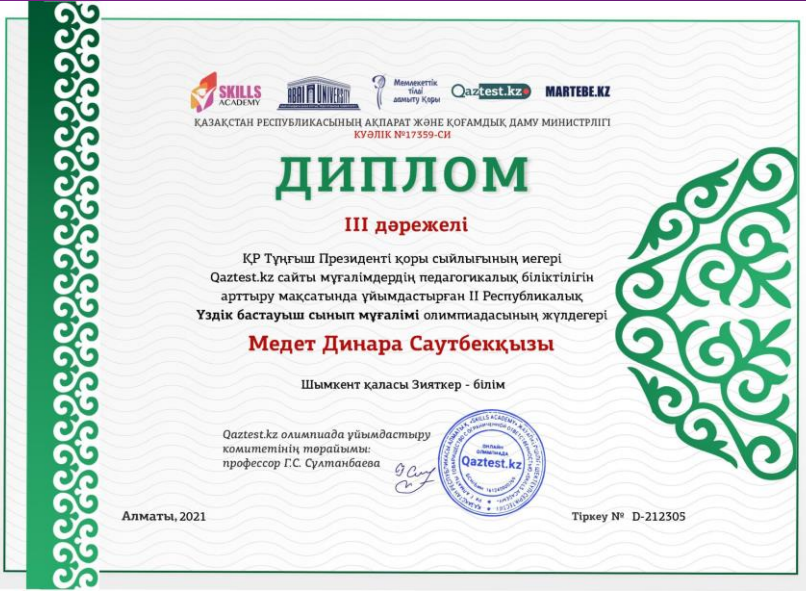 SKILLS
ACADEMY
ABAI UNIVERSITY
Мемлекеттік
тілді
дамыту Қоры
Qaztest.kz
MARTEBE.KZ
ҚАЗАҚСТАН РЕСПУБЛИКАСЫНЫҢ АҚПАРАТ ЖӘНЕ ҚОҒАМДЫҚ ДАМУ МИНИСТРЛІГІ
КУӘЛІК №17359-СИ
ДИПЛОМ
III дәрежелі
ҚР Тұңғыш Президенті қоры сыйлығының иегері
Qaztest.kz сайты мұғалімдердің педагогикалық біліктілігін
арттыру мақсатында ұйымдастырған II Республикалық
Үздік бастауыш сынып мұғалімі олимпиадасының жүлдегері
Медет Динара Саутбекқызы
Шымкент қаласы Зияткер - білім
Qaztest.kz олимпиада ұйымдастыру
комитетінің төрайымы:
профессор Г.С. Султанбаева
ОНЛАЙН
ОЛИМПИАДА
Qaztest.kz
Алматы, 2021
Тіркеу № D-212305